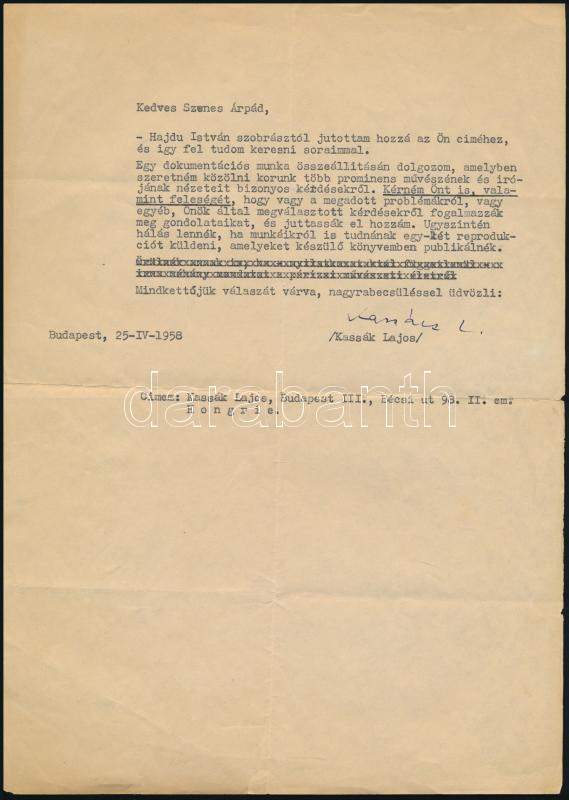 Kedves Szenes Árpád,
- Hajdu István szobrásztól jutottam hozzá az Ön ciméhez,
és igy fel tudom keresni soraimmal.
Egy dokumentációs munka összeállitásán dolgozom, amelyben
szeretném közölni korunk több prominens művészének és iró-
jának nézeteit bizonyos kérdésekről. Kérném Önt is, vala-
mint feleségét, hogy vagy a megadott problémákról, vagy
egyéb, Önök által megválasztott kérdésekről fogalmazzák
meg gondolataikat, és juttassák el hozzám. Ugyszintén
hálás lennék, ha munkáikról is tudnának egy-két reproduk-
ciót küldeni, amelyeket készülő könyvemben publikálnék.
Mindkettőjük válaszát várva, nagyrabecsüléssel üdvözli:
Kassák L.
Budapest, 25-IV-1958 /Kassák Lajos/
darabanth
Cimem: Kassák Lajos, Budapest III., Bécsi ut 98. II. em.
H o n g r i e.